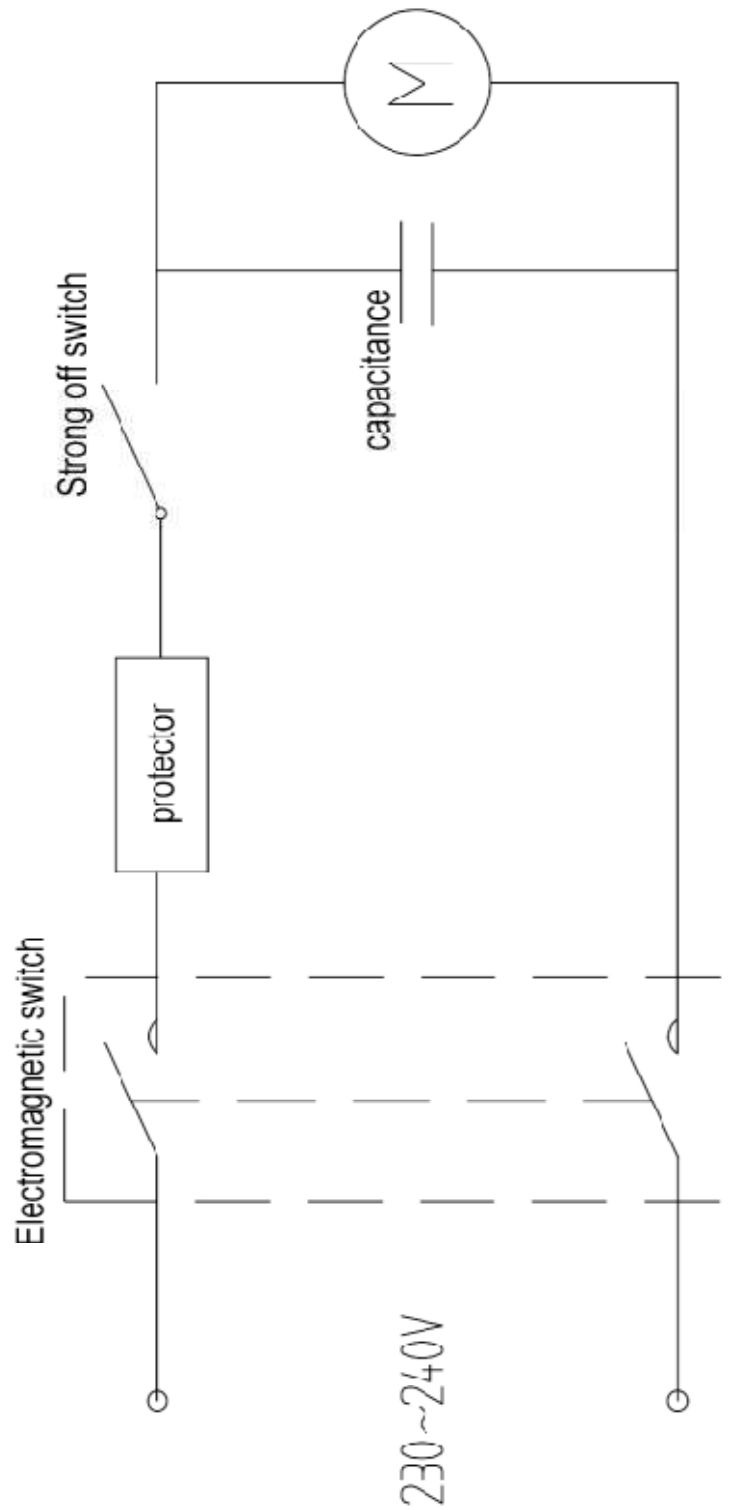 Electromagnetic switch
protector
Strong off switch
capacitance
M
230~240V